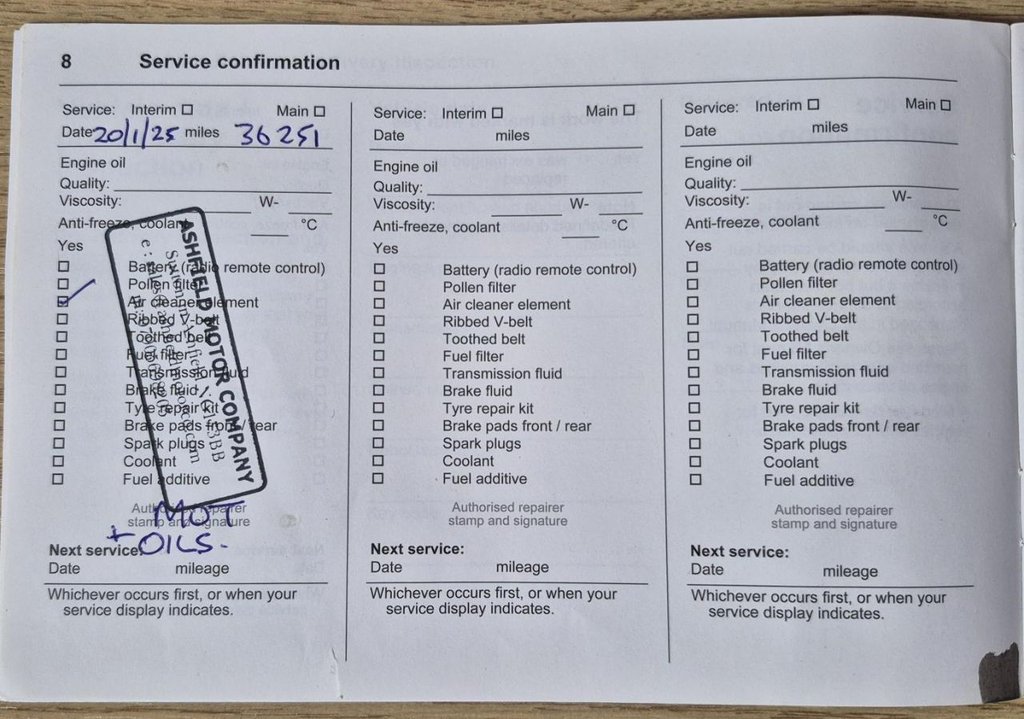 8 Service confirmation
Service: Interim Main
Date 20/1/25 miles 36251
Engine oil
Quality:
Viscosity: W-
Anti-freeze, coolant °C
Yes
Battery (radio remote control)
Pollen filter
Air cleaner element
Ribbed V-belt
Toothed belt
Fuel filter
Transmission fluid
Brake fluid
Tyre repair kit
Brake pads front / rear
Spark plugs
Coolant
Fuel additive
ASHFIELD MOTOR COMPANY
Authorised repairer
stamp and signature
MOT
+ OILS.
Next service:
Date mileage
Whichever occurs first, or when your
service display indicates.
Service: Interim Main
Date miles
Engine oil
Quality:
Viscosity: W-
Anti-freeze, coolant °C
Yes
Battery (radio remote control)
Pollen filter
Air cleaner element
Ribbed V-belt
Toothed belt
Fuel filter
Transmission fluid
Brake fluid
Tyre repair kit
Brake pads front / rear
Spark plugs
Coolant
Fuel additive
Authorised repairer
stamp and signature
Next service:
Date mileage
Whichever occurs first, or when your
service display indicates.
Service: Interim Main
Date miles
Engine oil
Quality:
Viscosity: W-
Anti-freeze, coolant °C
Yes
Battery (radio remote control)
Pollen filter
Air cleaner element
Ribbed V-belt
Toothed belt
Fuel filter
Transmission fluid
Brake fluid
Tyre repair kit
Brake pads front / rear
Spark plugs
Coolant
Fuel additive
Authorised repairer
stamp and signature
Next service:
Date mileage
Whichever occurs first, or when your
service display indicates.